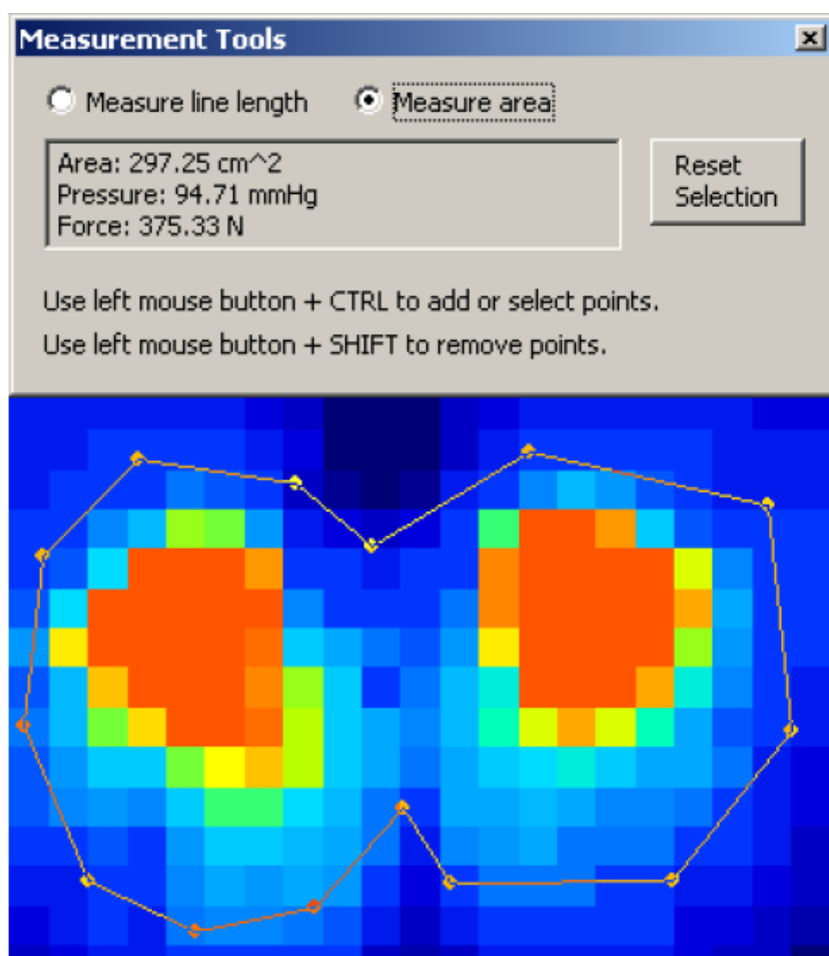 Measurement Tools
Measure line length
Measure area
Area: 297.25 cm^2
Pressure: 94.71 mmHg
Force: 375.33 N
Reset
Selection
Use left mouse button + CTRL to add or select points.
Use left mouse button + SHIFT to remove points.